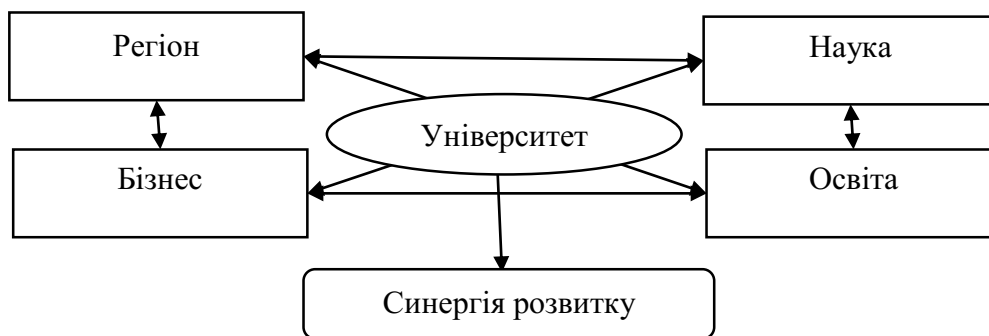 Регіон
Наука
Університет
Бізнес
Освіта
Синергія розвитку